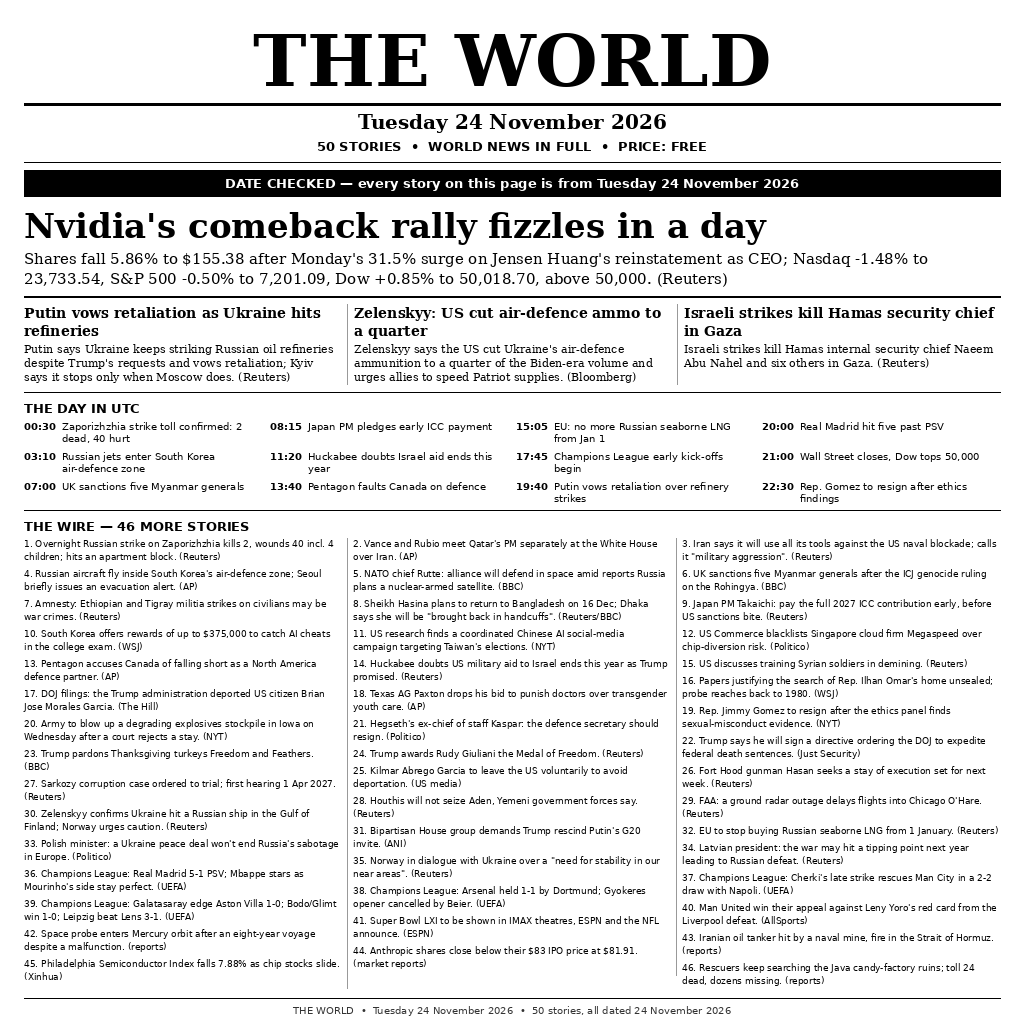 THE WORLD
Tuesday 24 November 2026
50 STORIES • WORLD NEWS IN FULL • PRICE: FREE
DATE CHECKED — every story on this page is from Tuesday 24 November 2026
Nvidia's comeback rally fizzles in a day
Shares fall 5.86% to $155.38 after Monday's 31.5% surge on Jensen Huang's reinstatement as CEO; Nasdaq -1.48% to
23,733.54, S&P 500 -0.50% to 7,201.09, Dow +0.85% to 50,018.70, above 50,000. (Reuters)
Putin vows retaliation as Ukraine hits
refineries
Putin says Ukraine keeps striking Russian oil refineries
despite Trump's requests and vows retaliation; Kyiv
says it stops only when Moscow does. (Reuters)
Zelenskyy: US cut air-defence ammo to
a quarter
Zelenskyy says the US cut Ukraine's air-defence
ammunition to a quarter of the Biden-era volume and
urges allies to speed Patriot supplies. (Bloomberg)
Israeli strikes kill Hamas security chief
in Gaza
Israeli strikes kill Hamas internal security chief Naeem
Abu Nahel and six others in Gaza. (Reuters)
THE DAY IN UTC
00:30 Zaporizhzhia strike toll confirmed: 2
dead, 40 hurt
03:10 Russian jets enter South Korea
air-defence zone
07:00 UK sanctions five Myanmar generals
08:15 Japan PM pledges early ICC payment
11:20 Huckabee doubts Israel aid ends this
year
13:40 Pentagon faults Canada on defence
15:05 EU: no more Russian seaborne LNG
from Jan 1
17:45 Champions League early kick-offs
begin
19:40 Putin vows retaliation over refinery
strikes
20:00 Real Madrid hit five past PSV
21:00 Wall Street closes, Dow tops 50,000
22:30 Rep. Gomez to resign after ethics
findings
THE WIRE — 46 MORE STORIES
1. Overnight Russian strike on Zaporizhzhia kills 2, wounds 40 incl. 4
children; hits an apartment block. (Reuters)
4. Russian aircraft fly inside South Korea's air-defence zone; Seoul
briefly issues an evacuation alert. (AP)
7. Amnesty: Ethiopian and Tigray militia strikes on civilians may be
war crimes. (Reuters)
10. South Korea offers rewards of up to $375,000 to catch AI cheats
in the college exam. (WSJ)
13. Pentagon accuses Canada of falling short as a North America
defence partner. (AP)
17. DOJ filings: the Trump administration deported US citizen Brian
Jose Morales Garcia. (The Hill)
20. Army to blow up a degrading explosives stockpile in Iowa on
Wednesday after a court rejects a stay. (NYT)
23. Trump pardons Thanksgiving turkeys Freedom and Feathers.
(BBC)
27. Sarkozy corruption case ordered to trial; first hearing 1 Apr 2027.
(Reuters)
30. Zelenskyy confirms Ukraine hit a Russian ship in the Gulf of
Finland; Norway urges caution. (Reuters)
33. Polish minister: a Ukraine peace deal won't end Russia's sabotage
in Europe. (Politico)
36. Champions League: Real Madrid 5-1 PSV; Mbappe stars as
Mourinho's side stay perfect. (UEFA)
39. Champions League: Galatasaray edge Aston Villa 1-0; Bodo/Glimt
win 1-0; Leipzig beat Lens 3-1. (UEFA)
42. Space probe enters Mercury orbit after an eight-year voyage
despite a malfunction. (reports)
45. Philadelphia Semiconductor Index falls 7.88% as chip stocks slide.
(Xinhua)
2. Vance and Rubio meet Qatar's PM separately at the White House
over Iran. (AP)
5. NATO chief Rutte: alliance will defend in space amid reports Russia
plans a nuclear-armed satellite. (BBC)
8. Sheikh Hasina plans to return to Bangladesh on 16 Dec; Dhaka
says she will be "brought back in handcuffs". (Reuters/BBC)
11. US research finds a coordinated Chinese AI social-media
campaign targeting Taiwan's elections. (NYT)
14. Huckabee doubts US military aid to Israel ends this year as Trump
promised. (Reuters)
18. Texas AG Paxton drops his bid to punish doctors over transgender
youth care. (AP)
21. Hegseth's ex-chief of staff Kaspar: the defence secretary should
resign. (Politico)
24. Trump awards Rudy Giuliani the Medal of Freedom. (Reuters)
25. Kilmar Abrego Garcia to leave the US voluntarily to avoid
deportation. (US media)
28. Houthis will not seize Aden, Yemeni government forces say.
(Reuters)
31. Bipartisan House group demands Trump rescind Putin's G20
invite. (ANI)
35. Norway in dialogue with Ukraine over a "need for stability in our
near areas". (Reuters)
38. Champions League: Arsenal held 1-1 by Dortmund; Gyokeres
opener cancelled by Beier. (UEFA)
41. Super Bowl LXI to be shown in IMAX theatres, ESPN and the NFL
announce. (ESPN)
44. Anthropic shares close below their $83 IPO price at $81.91.
(market reports)
3. Iran says it will use all its tools against the US naval blockade; calls
it "military aggression". (Reuters)
6. UK sanctions five Myanmar generals after the ICJ genocide ruling
on the Rohingya. (BBC)
9. Japan PM Takaichi: pay the full 2027 ICC contribution early, before
US sanctions bite. (Reuters)
12. US Commerce blacklists Singapore cloud firm Megaspeed over
chip-diversion risk. (Politico)
15. US discusses training Syrian soldiers in demining. (Reuters)
16. Papers justifying the search of Rep. Ilhan Omar's home unsealed;
probe reaches back to 1980. (WSJ)
19. Rep. Jimmy Gomez to resign after the ethics panel finds
sexual-misconduct evidence. (NYT)
22. Trump says he will sign a directive ordering the DOJ to expedite
federal death sentences. (Just Security)
26. Fort Hood gunman Hasan seeks a stay of execution set for next
week. (Reuters)
29. FAA: a ground radar outage delays flights into Chicago O'Hare.
(Reuters)
32. EU to stop buying Russian seaborne LNG from 1 January. (Reuters)
34. Latvian president: the war may hit a tipping point next year
leading to Russian defeat. (Reuters)
37. Champions League: Cherki's late strike rescues Man City in a 2-2
draw with Napoli. (UEFA)
40. Man United win their appeal against Leny Yoro's red card from the
Liverpool defeat. (AllSports)
43. Iranian oil tanker hit by a naval mine, fire in the Strait of Hormuz.
(reports)
46. Rescuers keep searching the Java candy-factory ruins; toll 24
dead, dozens missing. (reports)
THE WORLD • Tuesday 24 November 2026 • 50 stories, all dated 24 November 2026